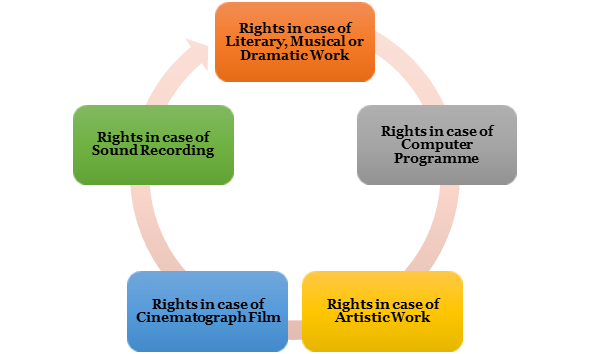 Rights in case of
Literary, Musical or
Dramatic Work
Rights in case of
Computer
Programme
Rights in case of
Artistic Work
Rights in case of
Cinematograph Film
Rights in case of
Sound Recording